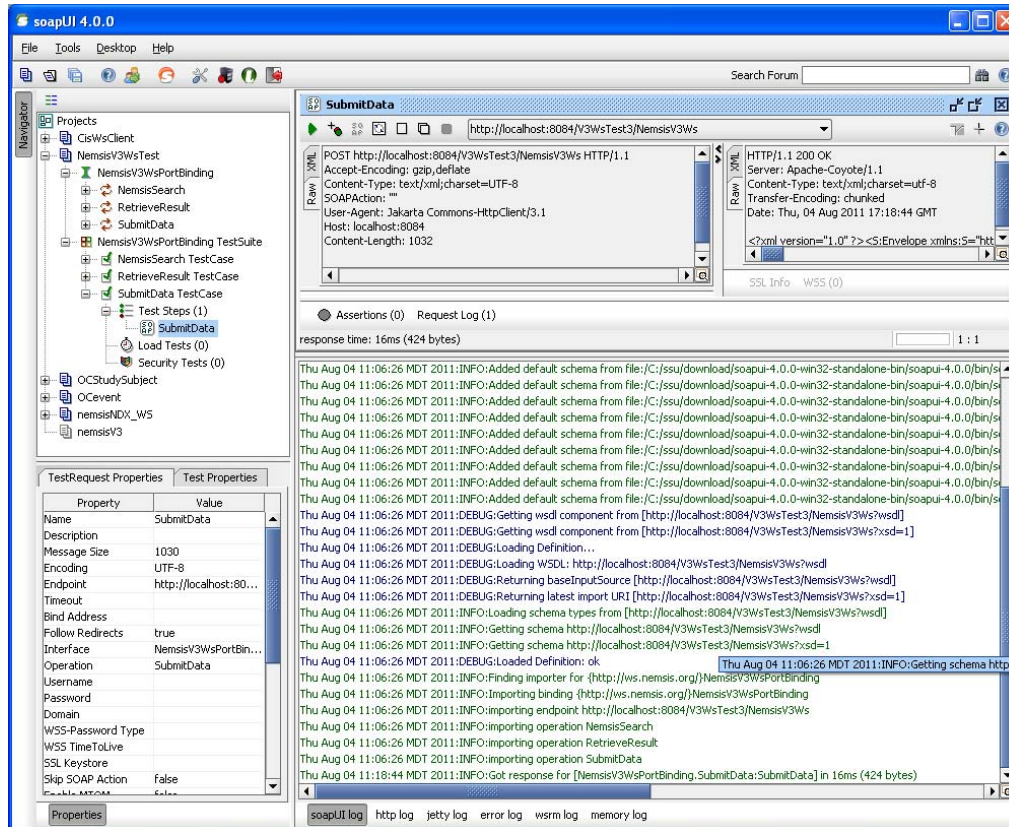 soapUI 4.0.0
File Tools Desktop Help
Search Forum
Navigator
Projects
CisWsClient
NemsisV3WsTest
NemsisV3WsPortBinding
NemsisSearch
RetrieveResult
SubmitData
NemsisV3WsPortBinding TestSuite
NemsisSearch TestCase
RetrieveResult TestCase
SubmitData TestCase
Test Steps (1)
SubmitData
Load Tests (0)
Security Tests (0)
OCStudySubject
OCevent
nemsisNDX_WS
nemsisV3
TestRequest Properties Test Properties
Property Value
Name SubmitData
Description
Message Size 1030
Encoding UTF-8
Endpoint http://localhost:80...
Timeout
Bind Address
Follow Redirects true
Interface NemsisV3WsPortBin...
Operation SubmitData
Username
Password
Domain
WSS-Password Type
WSS TimeToLive
SSL Keystore
Skip SOAP Action false
Enable MTOM false
Properties
SubmitData
http://localhost:8084/V3WsTest3/NemsisV3Ws
XML
Raw
POST http://localhost:8084/V3WsTest3/NemsisV3Ws HTTP/1.1
Accept-Encoding: gzip,deflate
Content-Type: text/xml;charset=UTF-8
SOAPAction: ""
User-Agent: Jakarta Commons-HttpClient/3.1
Host: localhost:8084
Content-Length: 1032
XML
Raw
HTTP/1.1 200 OK
Server: Apache-Coyote/1.1
Content-Type: text/xml;charset=utf-8
Transfer-Encoding: chunked
Date: Thu, 04 Aug 2011 17:18:44 GMT
<?xml version="1.0" ?><S:Envelope xmlns:S="htt
SSL Info WSS (0)
Assertions (0) Request Log (1)
response time: 16ms (424 bytes)
1 : 1
Thu Aug 04 11:06:26 MDT 2011:INFO:Added default schema from file:/C:/ssu/download/soapui-4.0.0-win32-standalone-bin/soapui-4.0.0/bin/s
Thu Aug 04 11:06:26 MDT 2011:INFO:Added default schema from file:/C:/ssu/download/soapui-4.0.0-win32-standalone-bin/soapui-4.0.0/bin/s
Thu Aug 04 11:06:26 MDT 2011:INFO:Added default schema from file:/C:/ssu/download/soapui-4.0.0-win32-standalone-bin/soapui-4.0.0/bin/s
Thu Aug 04 11:06:26 MDT 2011:INFO:Added default schema from file:/C:/ssu/download/soapui-4.0.0-win32-standalone-bin/soapui-4.0.0/bin/s
Thu Aug 04 11:06:26 MDT 2011:INFO:Added default schema from file:/C:/ssu/download/soapui-4.0.0-win32-standalone-bin/soapui-4.0.0/bin/s
Thu Aug 04 11:06:26 MDT 2011:INFO:Added default schema from file:/C:/ssu/download/soapui-4.0.0-win32-standalone-bin/soapui-4.0.0/bin/s
Thu Aug 04 11:06:26 MDT 2011:INFO:Added default schema from file:/C:/ssu/download/soapui-4.0.0-win32-standalone-bin/soapui-4.0.0/bin/s
Thu Aug 04 11:06:26 MDT 2011:INFO:Added default schema from file:/C:/ssu/download/soapui-4.0.0-win32-standalone-bin/soapui-4.0.0/bin/s
Thu Aug 04 11:06:26 MDT 2011:INFO:Added default schema from file:/C:/ssu/download/soapui-4.0.0-win32-standalone-bin/soapui-4.0.0/bin/s
Thu Aug 04 11:06:26 MDT 2011:DEBUG:Getting wsdl component from [http://localhost:8084/V3WsTest3/NemsisV3Ws?wsdl]
Thu Aug 04 11:06:26 MDT 2011:DEBUG:Getting wsdl component from [http://localhost:8084/V3WsTest3/NemsisV3Ws?xsd=1]
Thu Aug 04 11:06:26 MDT 2011:DEBUG:Loading Definition...
Thu Aug 04 11:06:26 MDT 2011:DEBUG:Loading WSDL: http://localhost:8084/V3WsTest3/NemsisV3Ws?wsdl
Thu Aug 04 11:06:26 MDT 2011:DEBUG:Returning baseInputSource [http://localhost:8084/V3WsTest3/NemsisV3Ws?wsdl]
Thu Aug 04 11:06:26 MDT 2011:DEBUG:Returning latest import URI [http://localhost:8084/V3WsTest3/NemsisV3Ws?xsd=1]
Thu Aug 04 11:06:26 MDT 2011:INFO:Loading schema types from [http://localhost:8084/V3WsTest3/NemsisV3Ws?wsdl]
Thu Aug 04 11:06:26 MDT 2011:INFO:Getting schema http://localhost:8084/V3WsTest3/NemsisV3Ws?wsdl
Thu Aug 04 11:06:26 MDT 2011:INFO:Getting schema http://localhost:8084/V3WsTest3/NemsisV3Ws?xsd=1
Thu Aug 04 11:06:26 MDT 2011:DEBUG:Loaded Definition: ok
Thu Aug 04 11:06:26 MDT 2011:INFO:Getting schema http
Thu Aug 04 11:06:26 MDT 2011:INFO:Finding importer for {http://ws.nemsis.org/}NemsisV3WsPortBinding
Thu Aug 04 11:06:26 MDT 2011:INFO:Importing binding {http://ws.nemsis.org/}NemsisV3WsPortBinding
Thu Aug 04 11:06:26 MDT 2011:INFO:importing endpoint http://localhost:8084/V3WsTest3/NemsisV3Ws
Thu Aug 04 11:06:26 MDT 2011:INFO:importing operation NemsisSearch
Thu Aug 04 11:06:26 MDT 2011:INFO:importing operation RetrieveResult
Thu Aug 04 11:06:26 MDT 2011:INFO:importing operation SubmitData
Thu Aug 04 11:18:44 MDT 2011:INFO:Got response for [NemsisV3WsPortBinding.SubmitData:SubmitData] in 16ms (424 bytes)
soapUI log http log jetty log error log wsrm log memory log